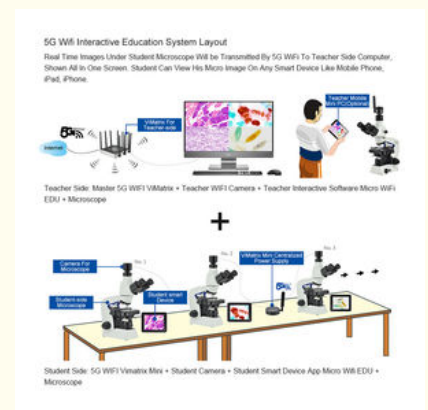 5G Wifi Interactive Education System Layout
Real Time Images Under Student Microscope Will be Transmitted By 5G WiFi To Teacher Side Computer,
Shown All In One Screen. Student Can View His Micro Image On Any Smart Device Like Mobile Phone,
iPad, iPhone.
Teacher Mobile
Mini PC(Optional)
ViMatrix For
Teacher-side
5G
Internet
Teacher Side: Master 5G WIFI ViMatrix + Teacher WIFI Camera + Teacher Interactive Software Micro WiFi
EDU + Microscope
+
No. 1
No. 2
No. 3
Camera For
Microscope
ViMatrix Mini Centralized
Power Supply
Student side
Microscope
Student smart
Device
Student Side: 5G WIFI Vimatrix Mini + Student Camera + Student Smart Device App Micro Wifi EDU +
Microscope